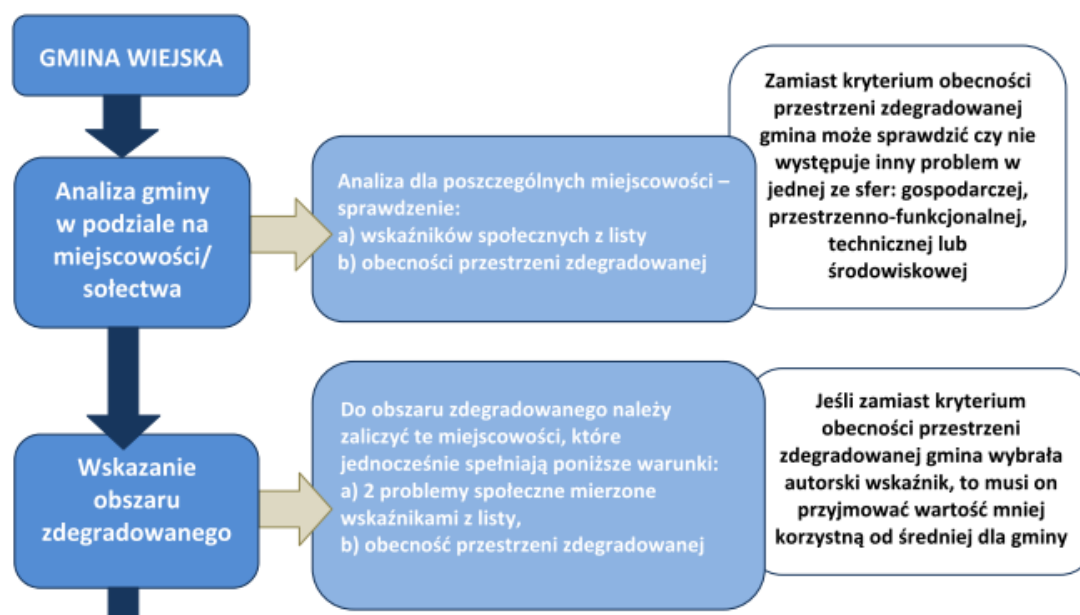 GMINA WIEJSKA
Analiza gminy
w podziale na
miejscowości/
sołectwa
Analiza dla poszczególnych miejscowości –
sprawdzenie:
a) wskaźników społecznych z listy
b) obecności przestrzeni zdegradowanej
Zamiast kryterium obecności
przestrzeni zdegradowanej
gmina może sprawdzić czy nie
występuje inny problem w
jednej ze sfer: gospodarczej,
przestrzenno-funkcjonalnej,
technicznej lub
środowiskowej
Wskazanie
obszaru
zdegradowanego
Do obszaru zdegradowanego należy
zaliczyć te miejscowości, które
jednocześnie spełniają poniższe warunki:
a) 2 problemy społeczne mierzone
wskaźnikami z listy,
b) obecność przestrzeni zdegradowanej
Jeśli zamiast kryterium
obecności przestrzeni
zdegradowanej gmina wybrała
autorski wskaźnik, to musi on
przyjmować wartość mniej
korzystną od średniej dla gminy